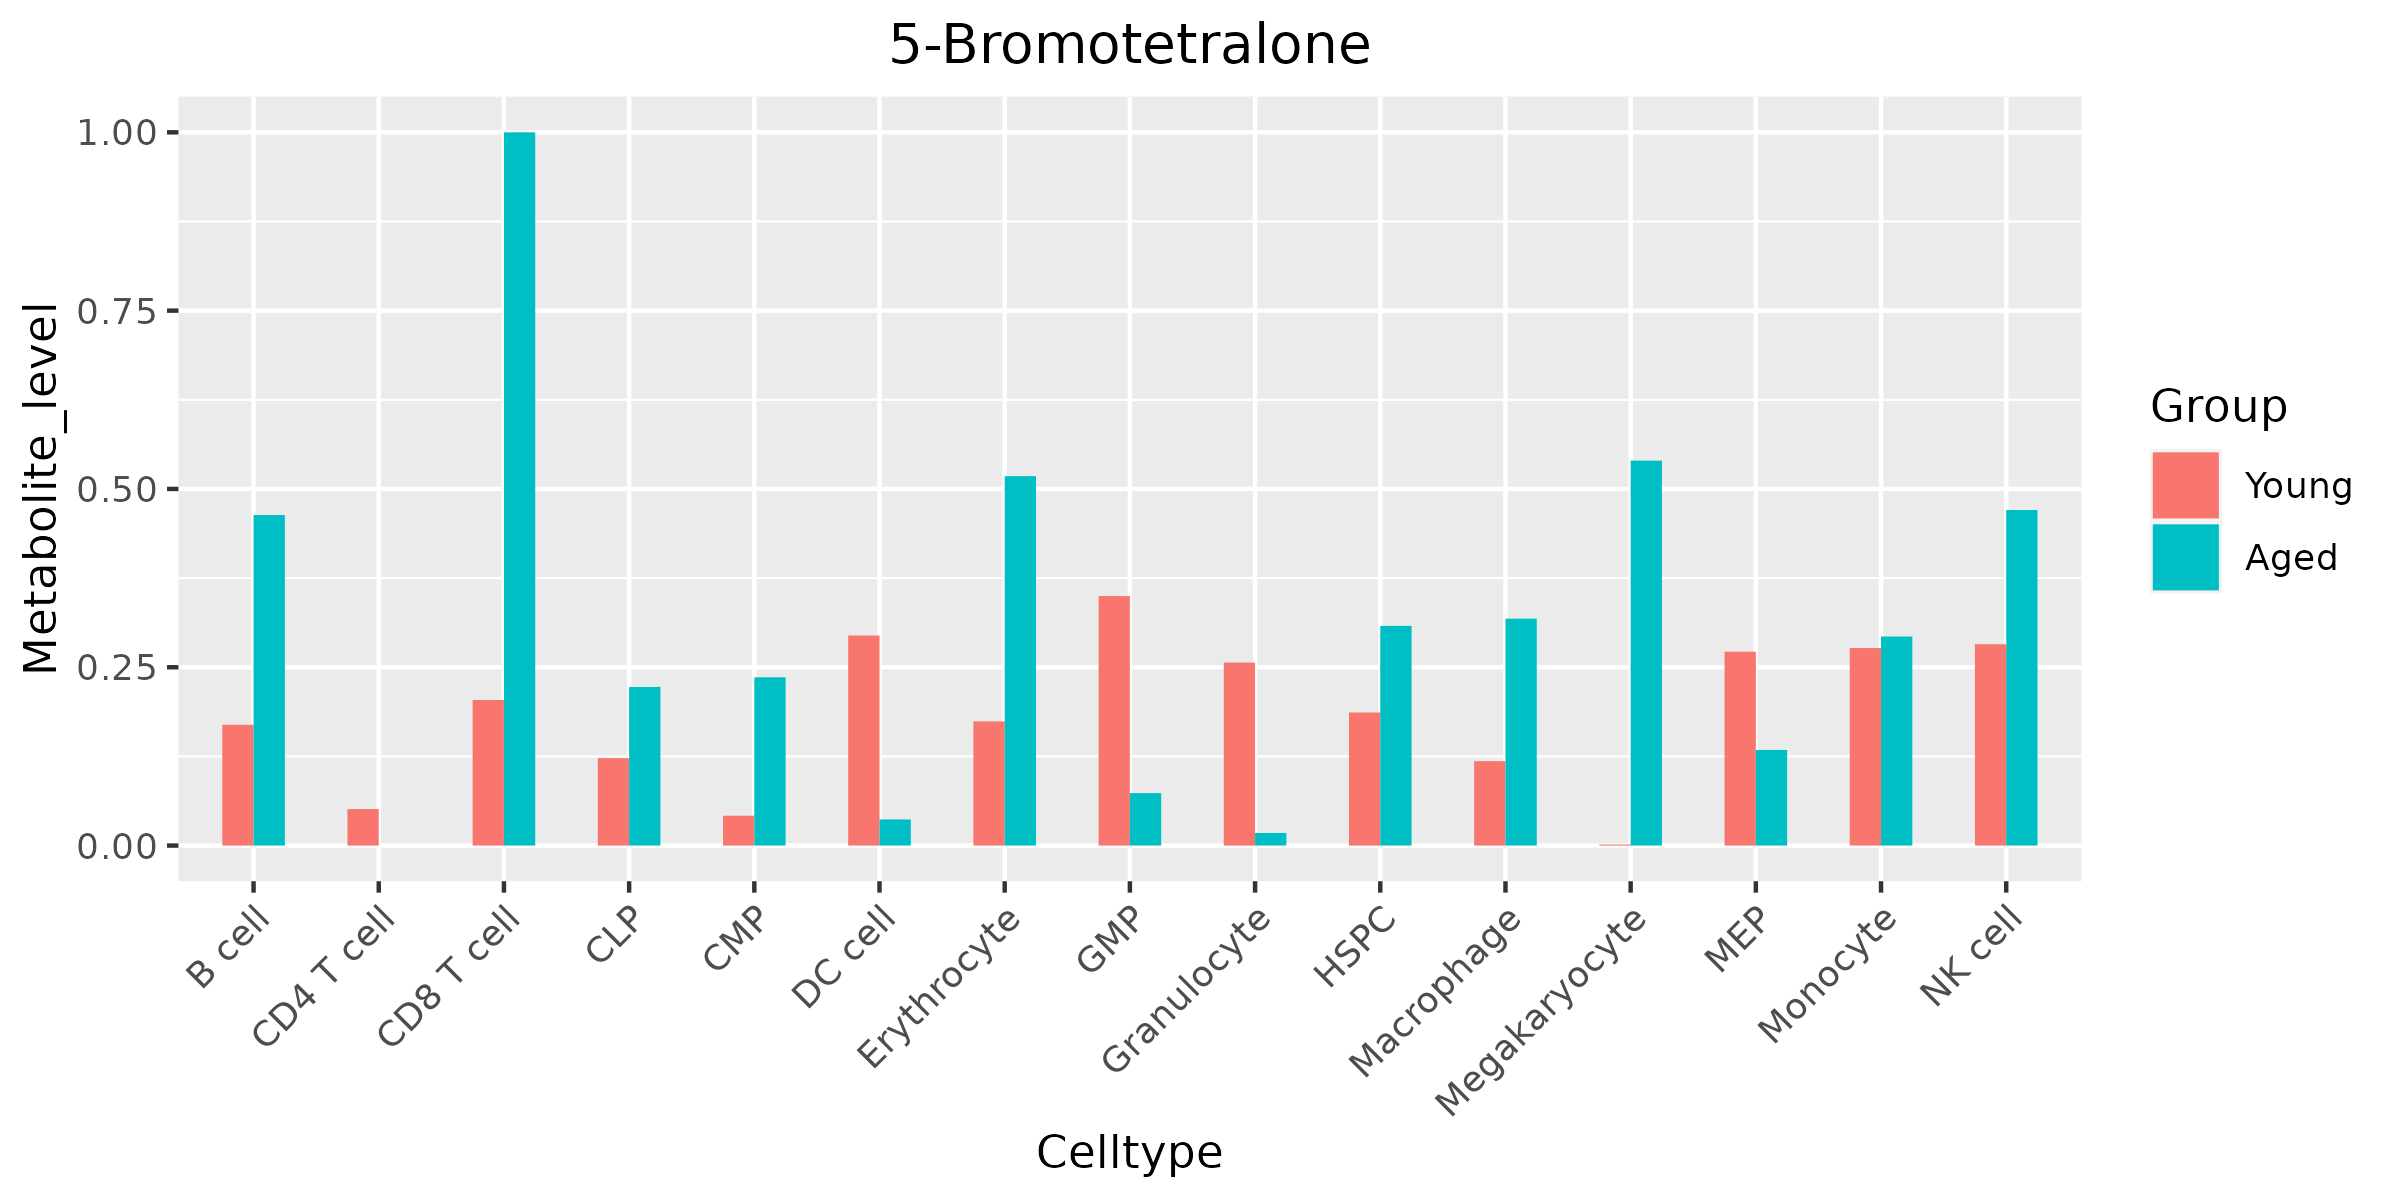 5-Bromotetralone
Metabolite_level
1.00
0.75
0.50
0.25
0.00
B cell
CD4 T cell
CD8 T cell
CLP
CMP
DC cell
Erythrocyte
GMP
Granulocyte
HSPC
Macrophage
Megakaryocyte
MEP
Monocyte
NK cell
Celltype
Group
Young
Aged